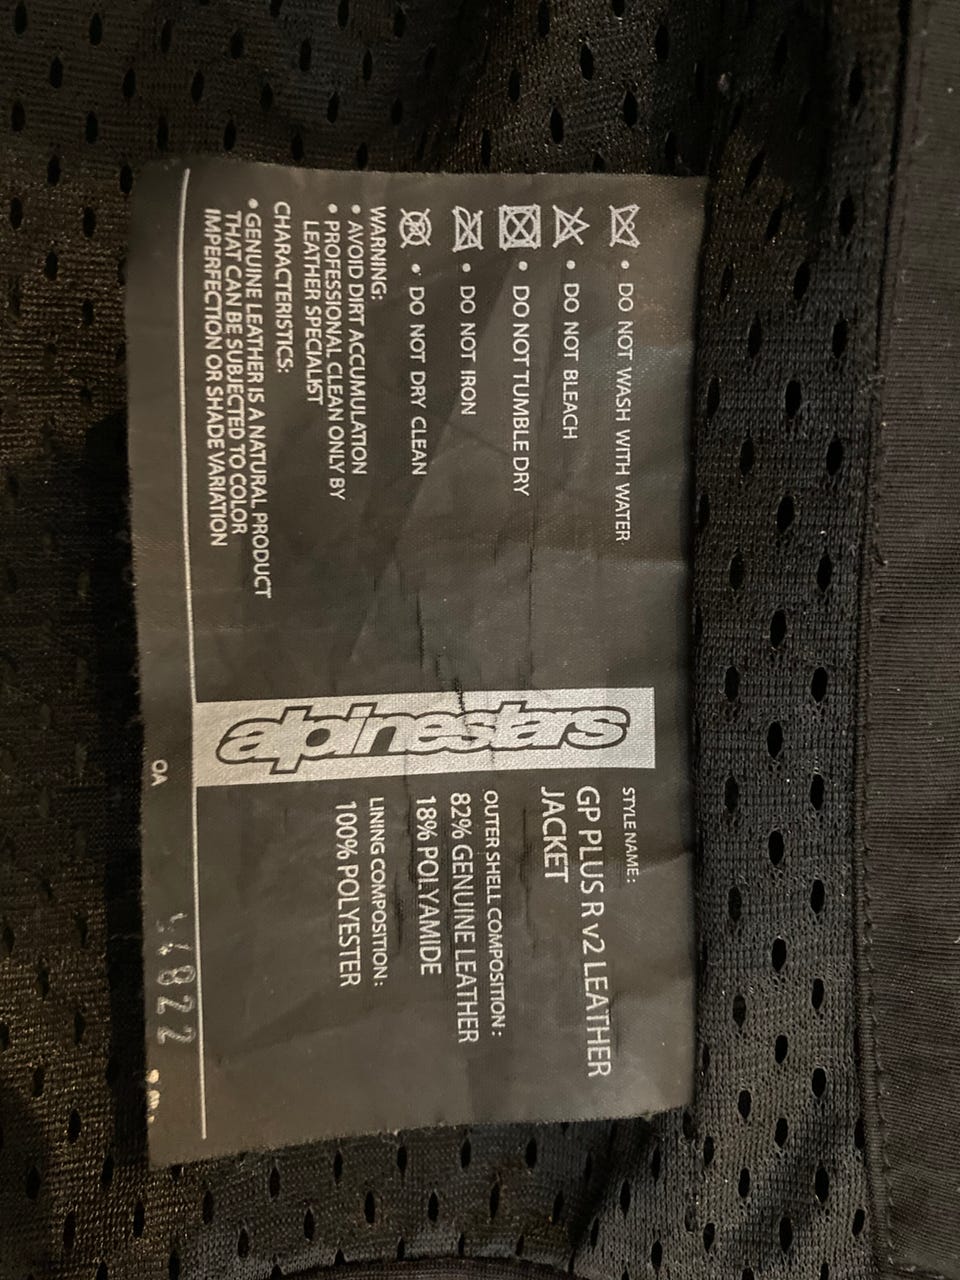 DO NOT WASH WITH WATER
DO NOT BLEACH
DO NOT TUMBLE DRY
DO NOT IRON
DO NOT DRY CLEAN
WARNING:
• AVOID DIRT ACCUMULATION
• PROFESSIONAL CLEAN ONLY BY
LEATHER SPECIALIST
CHARACTERISTICS:
• GENUINE LEATHER IS A NATURAL PRODUCT
THAT CAN BE SUBJECTED TO COLOR
IMPERFECTION OR SHADE VARIATION
alpinestars
STYLE NAME:
GP PLUS R v2 LEATHER
JACKET
OUTER SHELL COMPOSITION:
82% GENUINE LEATHER
18% POLYAMIDE
LINING COMPOSITION:
100% POLYESTER
QA